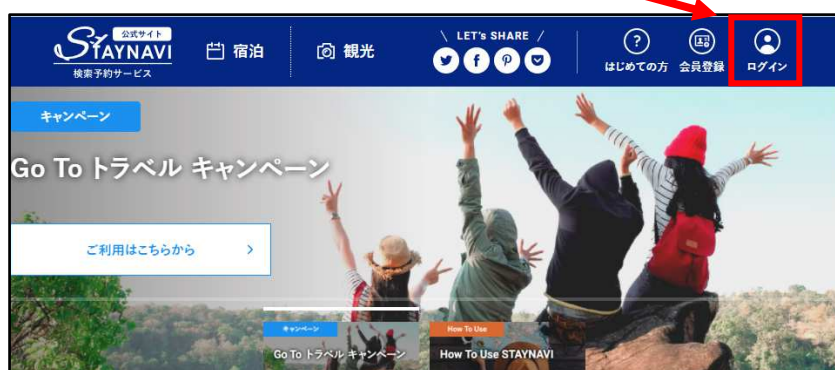 公式サイト
STAYNAVI
検索予約サービス
宿泊
観光
\ LET's SHARE /
はじめての方
会員登録
ログイン
キャンペーン
Go To トラベル キャンペーン
ご利用はこちらから >
キャンペーン
Go To トラベル キャンペーン
How To Use
How To Use STAYNAVI